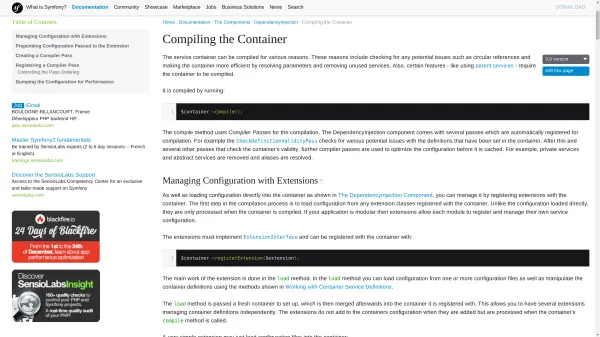 sf What is Symfony? Documentation Community Showcase Marketplace Jobs Business Solutions News Search DOWNLOAD
Table of Contents
Managing Configuration with Extensions
Prepending Configuration Passed to the Extension
Creating a Compiler Pass
Registering a Compiler Pass
Controlling the Pass Ordering
Dumping the Configuration for Performance
BOULOGNE-BILLANCOURT, France
Développeur PHP backend H/F
jobs.sensiolabs.com
Master Symfony2 fundamentals
Be trained by SensioLabs experts (2 to 6 day sessions -- French or English).
trainings.sensiolabs.com
Discover the SensioLabs Support
Access to the SensioLabs Competency Center for an exclusive and tailor-made support on Symfony
sensiolabs.com
blackfire.io
24 Days of Blackfire
From the 1st to the 24th of December, learn about app performance optimization
Discover
SensioLabsInsight
100+ quality checks to control and prevent any risk.
A real-time quality audit of your PHP!
Home / Documentation / The Components / DependencyInjection / Compiling the Container
Compiling the Container
3.0 version
edit this page
The service container can be compiled for various reasons. These reasons include checking for any potential issues such as circular references and
making the container more efficient by resolving parameters and removing unused services. Also, certain features - like using parent services - require
the container to be compiled.
It is compiled by running:
1 $container->compile();
The compile method uses Compiler Passes for the compilation. The DependencyInjection component comes with several passes which are automatically registered for
compilation. For example the CheckDefinitionValidityPass checks for various potential issues with the definitions that have been set in the container. After this and
several other passes that check the container's validity, further compiler passes are used to optimize the configuration before it is cached. For example, private services
and abstract services are removed and aliases are resolved.
Managing Configuration with Extensions
As well as loading configuration directly into the container as shown in The DependencyInjection Component, you can manage it by registering extensions with the
container. The first step in the compilation process is to load configuration from any extension classes registered with the container. Unlike the configuration loaded directly,
they are only processed when the container is compiled. If your application is modular then extensions allow each module to register and manage their own service
configuration.
The extensions must implement ExtensionInterface and can be registered with the container with:
1 $container->registerExtension($extension);
The main work of the extension is done in the load method. In the load method you can load configuration from one or more configuration files as well as manipulate the
container definitions using the methods shown in Working with Container Service Definitions.
The load method is passed a fresh container to set up, which is then merged afterwards into the container it is registered with. This allows you to have several extensions
managing container definitions independently. The extensions do not add to the containers configuration when they are added but are processed when the container's
compile method is called.
A very simple extension may just load configuration files into the container: